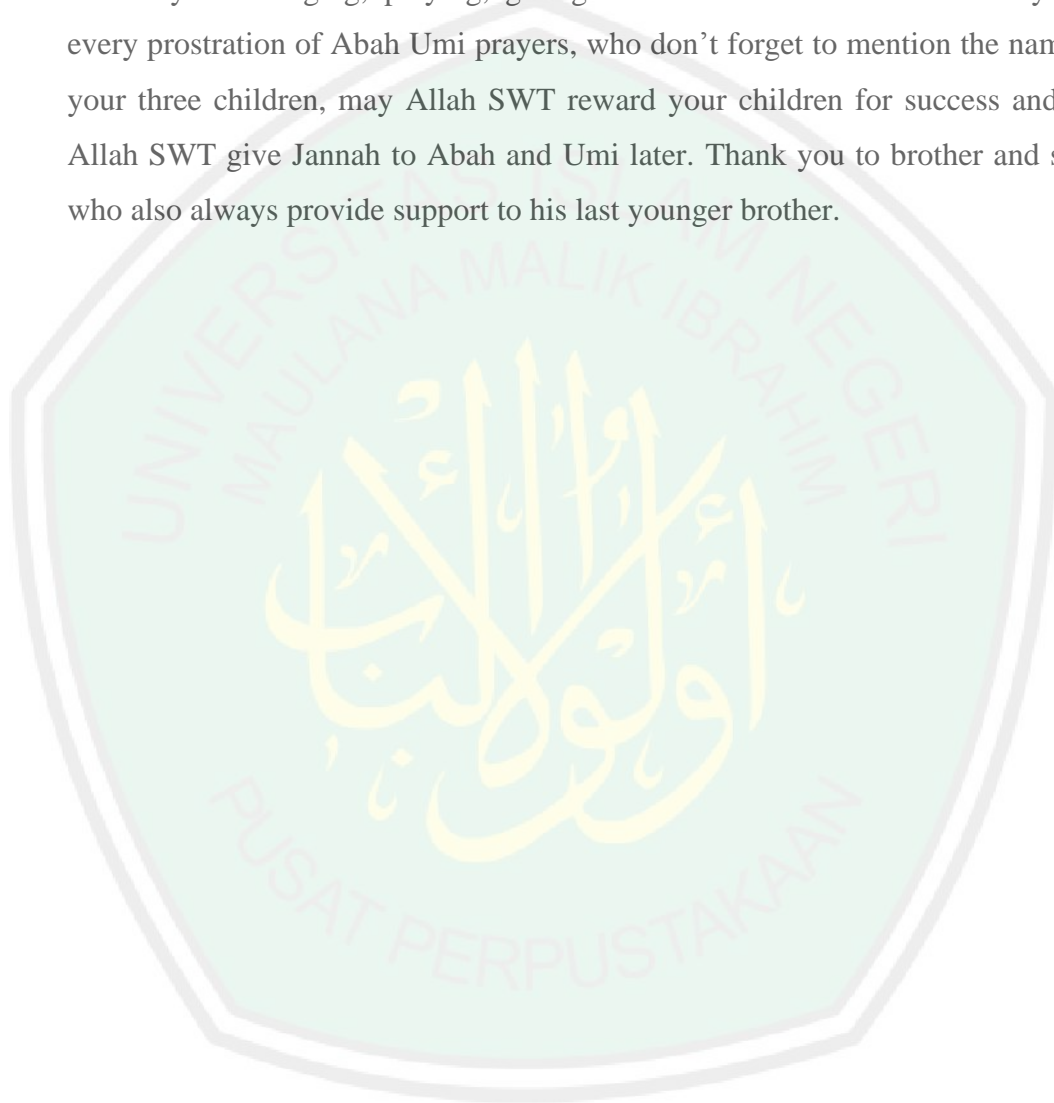 praying,
every prostration of Abah Umi prayers, who don’t forget to mention the nam
your three children, may Allah SWT reward your children for success and
Allah SWT give Jannah to Abah and Umi later. Thank you to brother and s
who also always provide support to his last younger brother.
UNIVERSITAS ISLAM NEGERI
MAULANA MALIK IBRAHIM
أولوا الألباب
PUSAT PERPUSTAKAAN